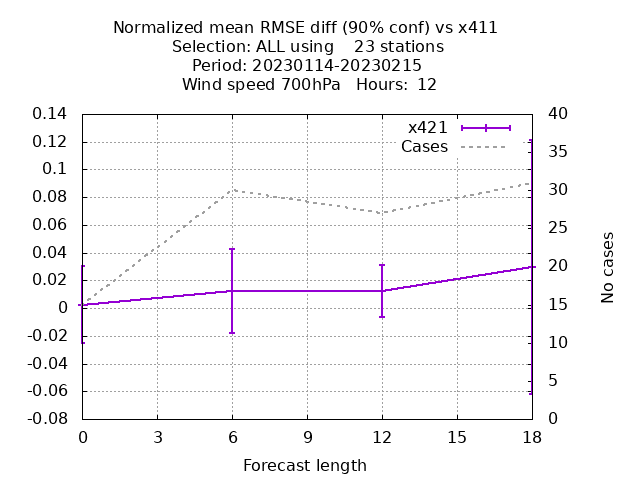 Normalized mean RMSE diff (90% conf) vs x411
Selection: ALL using    23 stations
Period: 20230114-20230215
Wind speed 700hPa   Hours:  12
x421
Cases
0.14
0.12
0.1
0.08
0.06
0.04
0.02
0
-0.02
-0.04
-0.06
-0.08
40
35
30
25
20
15
10
5
0
No cases
0 3 6 9 12 15 18
Forecast length